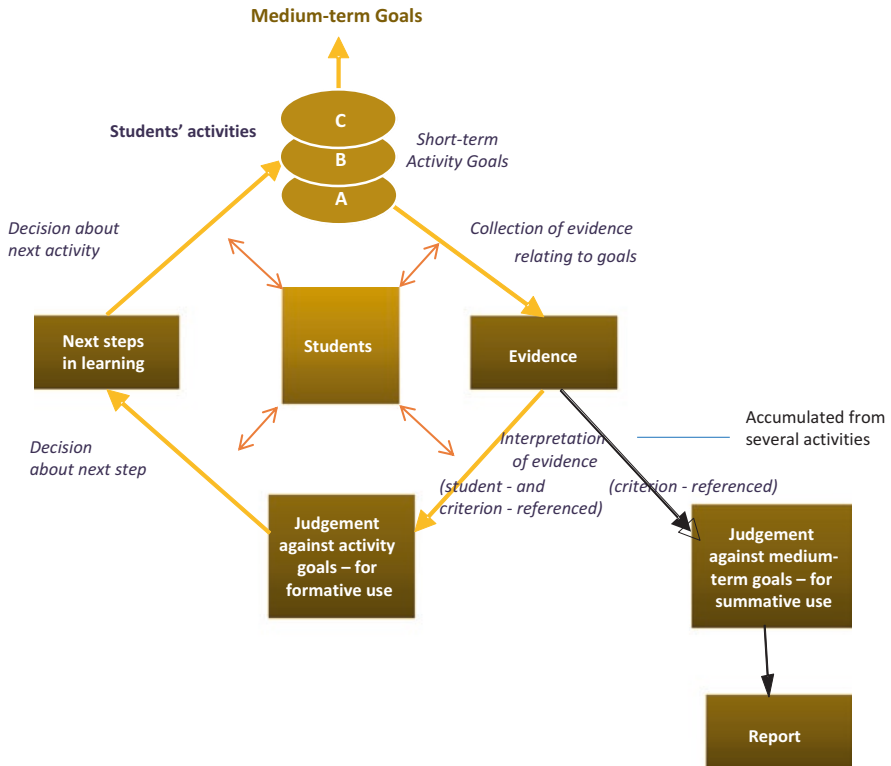 Medium-term Goals
Students' activities
C
B
A
Short-term
Activity Goals
Decision about
next activity
Collection of evidence
relating to goals
Next steps
in learning
Students
Evidence
Decision
about next step
Interpretation
of evidence
(student - and
criterion - referenced)
(criterion - referenced)
Accumulated from
several activities
Judgement
against activity
goals – for
formative use
Judgement
against medium-
term goals – for
summative use
Report